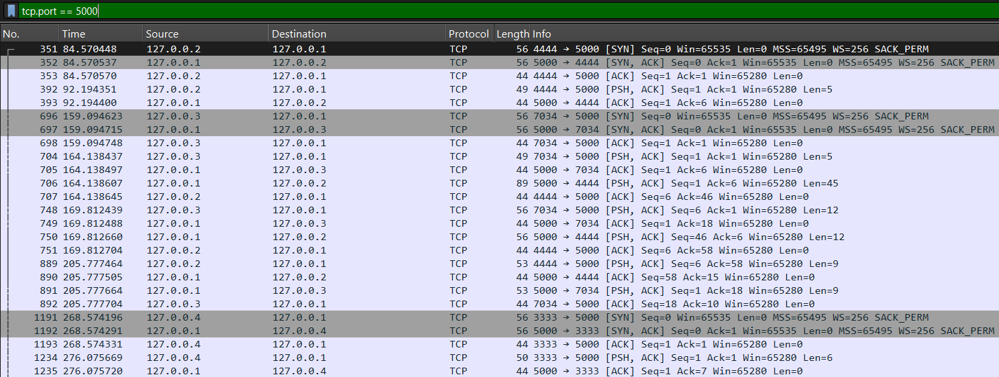 tcp.port == 5000
No. Time Source Destination Protocol Length Info
351 84.570448 127.0.0.2 127.0.0.1 TCP 56 4444 → 5000 [SYN] Seq=0 Win=65535 Len=0 MSS=65495 WS=256 SACK_PERM
352 84.570537 127.0.0.1 127.0.0.2 TCP 56 5000 → 4444 [SYN, ACK] Seq=0 Ack=1 Win=65535 Len=0 MSS=65495 WS=256 SACK_PERM
353 84.570570 127.0.0.2 127.0.0.1 TCP 44 4444 → 5000 [ACK] Seq=1 Ack=1 Win=65280 Len=0
392 92.194351 127.0.0.2 127.0.0.1 TCP 49 4444 → 5000 [PSH, ACK] Seq=1 Ack=1 Win=65280 Len=5
393 92.194400 127.0.0.1 127.0.0.2 TCP 44 5000 → 4444 [ACK] Seq=1 Ack=6 Win=65280 Len=0
696 159.094623 127.0.0.3 127.0.0.1 TCP 56 7034 → 5000 [SYN] Seq=0 Win=65535 Len=0 MSS=65495 WS=256 SACK_PERM
697 159.094715 127.0.0.1 127.0.0.3 TCP 56 5000 → 7034 [SYN, ACK] Seq=0 Ack=1 Win=65535 Len=0 MSS=65495 WS=256 SACK_PERM
698 159.094748 127.0.0.3 127.0.0.1 TCP 44 7034 → 5000 [ACK] Seq=1 Ack=1 Win=65280 Len=0
704 164.138437 127.0.0.3 127.0.0.1 TCP 49 7034 → 5000 [PSH, ACK] Seq=1 Ack=1 Win=65280 Len=5
705 164.138497 127.0.0.1 127.0.0.3 TCP 44 5000 → 7034 [ACK] Seq=1 Ack=6 Win=65280 Len=0
706 164.138607 127.0.0.1 127.0.0.2 TCP 89 5000 → 4444 [PSH, ACK] Seq=1 Ack=6 Win=65280 Len=45
707 164.138645 127.0.0.2 127.0.0.1 TCP 44 4444 → 5000 [ACK] Seq=6 Ack=46 Win=65280 Len=0
748 169.812439 127.0.0.3 127.0.0.1 TCP 56 7034 → 5000 [PSH, ACK] Seq=6 Ack=1 Win=65280 Len=12
749 169.812488 127.0.0.1 127.0.0.3 TCP 44 5000 → 7034 [ACK] Seq=1 Ack=18 Win=65280 Len=0
750 169.812660 127.0.0.1 127.0.0.2 TCP 56 5000 → 4444 [PSH, ACK] Seq=46 Ack=6 Win=65280 Len=12
751 169.812704 127.0.0.2 127.0.0.1 TCP 44 4444 → 5000 [ACK] Seq=6 Ack=58 Win=65280 Len=0
889 205.777464 127.0.0.2 127.0.0.1 TCP 53 4444 → 5000 [PSH, ACK] Seq=6 Ack=58 Win=65280 Len=9
890 205.777505 127.0.0.1 127.0.0.2 TCP 44 5000 → 4444 [ACK] Seq=58 Ack=15 Win=65280 Len=0
891 205.777664 127.0.0.1 127.0.0.3 TCP 53 5000 → 7034 [PSH, ACK] Seq=1 Ack=18 Win=65280 Len=9
892 205.777704 127.0.0.3 127.0.0.1 TCP 44 7034 → 5000 [ACK] Seq=18 Ack=10 Win=65280 Len=0
1191 268.574196 127.0.0.4 127.0.0.1 TCP 56 3333 → 5000 [SYN] Seq=0 Win=65535 Len=0 MSS=65495 WS=256 SACK_PERM
1192 268.574291 127.0.0.1 127.0.0.4 TCP 56 5000 → 3333 [SYN, ACK] Seq=0 Ack=1 Win=65535 Len=0 MSS=65495 WS=256 SACK_PERM
1193 268.574331 127.0.0.4 127.0.0.1 TCP 44 3333 → 5000 [ACK] Seq=1 Ack=1 Win=65280 Len=0
1234 276.075669 127.0.0.4 127.0.0.1 TCP 50 3333 → 5000 [PSH, ACK] Seq=1 Ack=1 Win=65280 Len=6
1235 276.075720 127.0.0.1 127.0.0.4 TCP 44 5000 → 3333 [ACK] Seq=1 Ack=7 Win=65280 Len=0